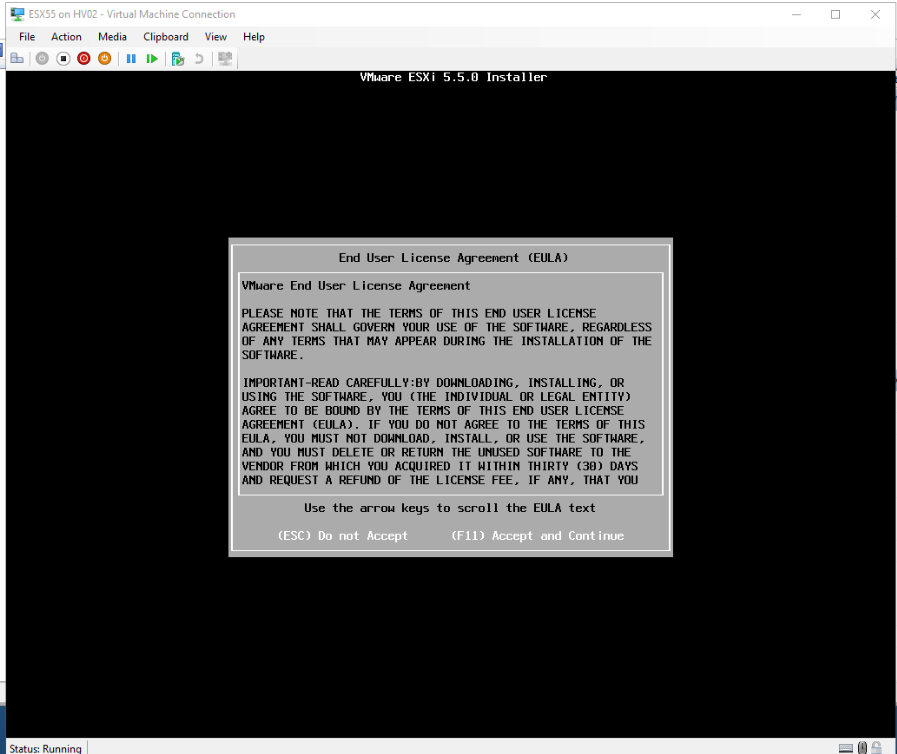 ESX55 on HV02 - Virtual Machine Connection
File Action Media Clipboard View Help
VMware ESXi 5.5.0 Installer
End User License Agreement (EULA)
VMware End User License Agreement
PLEASE NOTE THAT THE TERMS OF THIS END USER LICENSE
AGREEMENT SHALL GOVERN YOUR USE OF THE SOFTWARE, REGARDLESS
OF ANY TERMS THAT MAY APPEAR DURING THE INSTALLATION OF THE
SOFTWARE.
IMPORTANT-READ CAREFULLY:BY DOWNLOADING, INSTALLING, OR
USING THE SOFTWARE, YOU (THE INDIVIDUAL OR LEGAL ENTITY)
AGREE TO BE BOUND BY THE TERMS OF THIS END USER LICENSE
AGREEMENT (EULA). IF YOU DO NOT AGREE TO THE TERMS OF THIS
EULA, YOU MUST NOT DOWNLOAD, INSTALL, OR USE THE SOFTWARE,
AND YOU MUST DELETE OR RETURN THE UNUSED SOFTWARE TO THE
VENDOR FROM WHICH YOU ACQUIRED IT WITHIN THIRTY (30) DAYS
AND REQUEST A REFUND OF THE LICENSE FEE, IF ANY, THAT YOU
Use the arrow keys to scroll the EULA text
(ESC) Do not Accept (F11) Accept and Continue
Status: Running